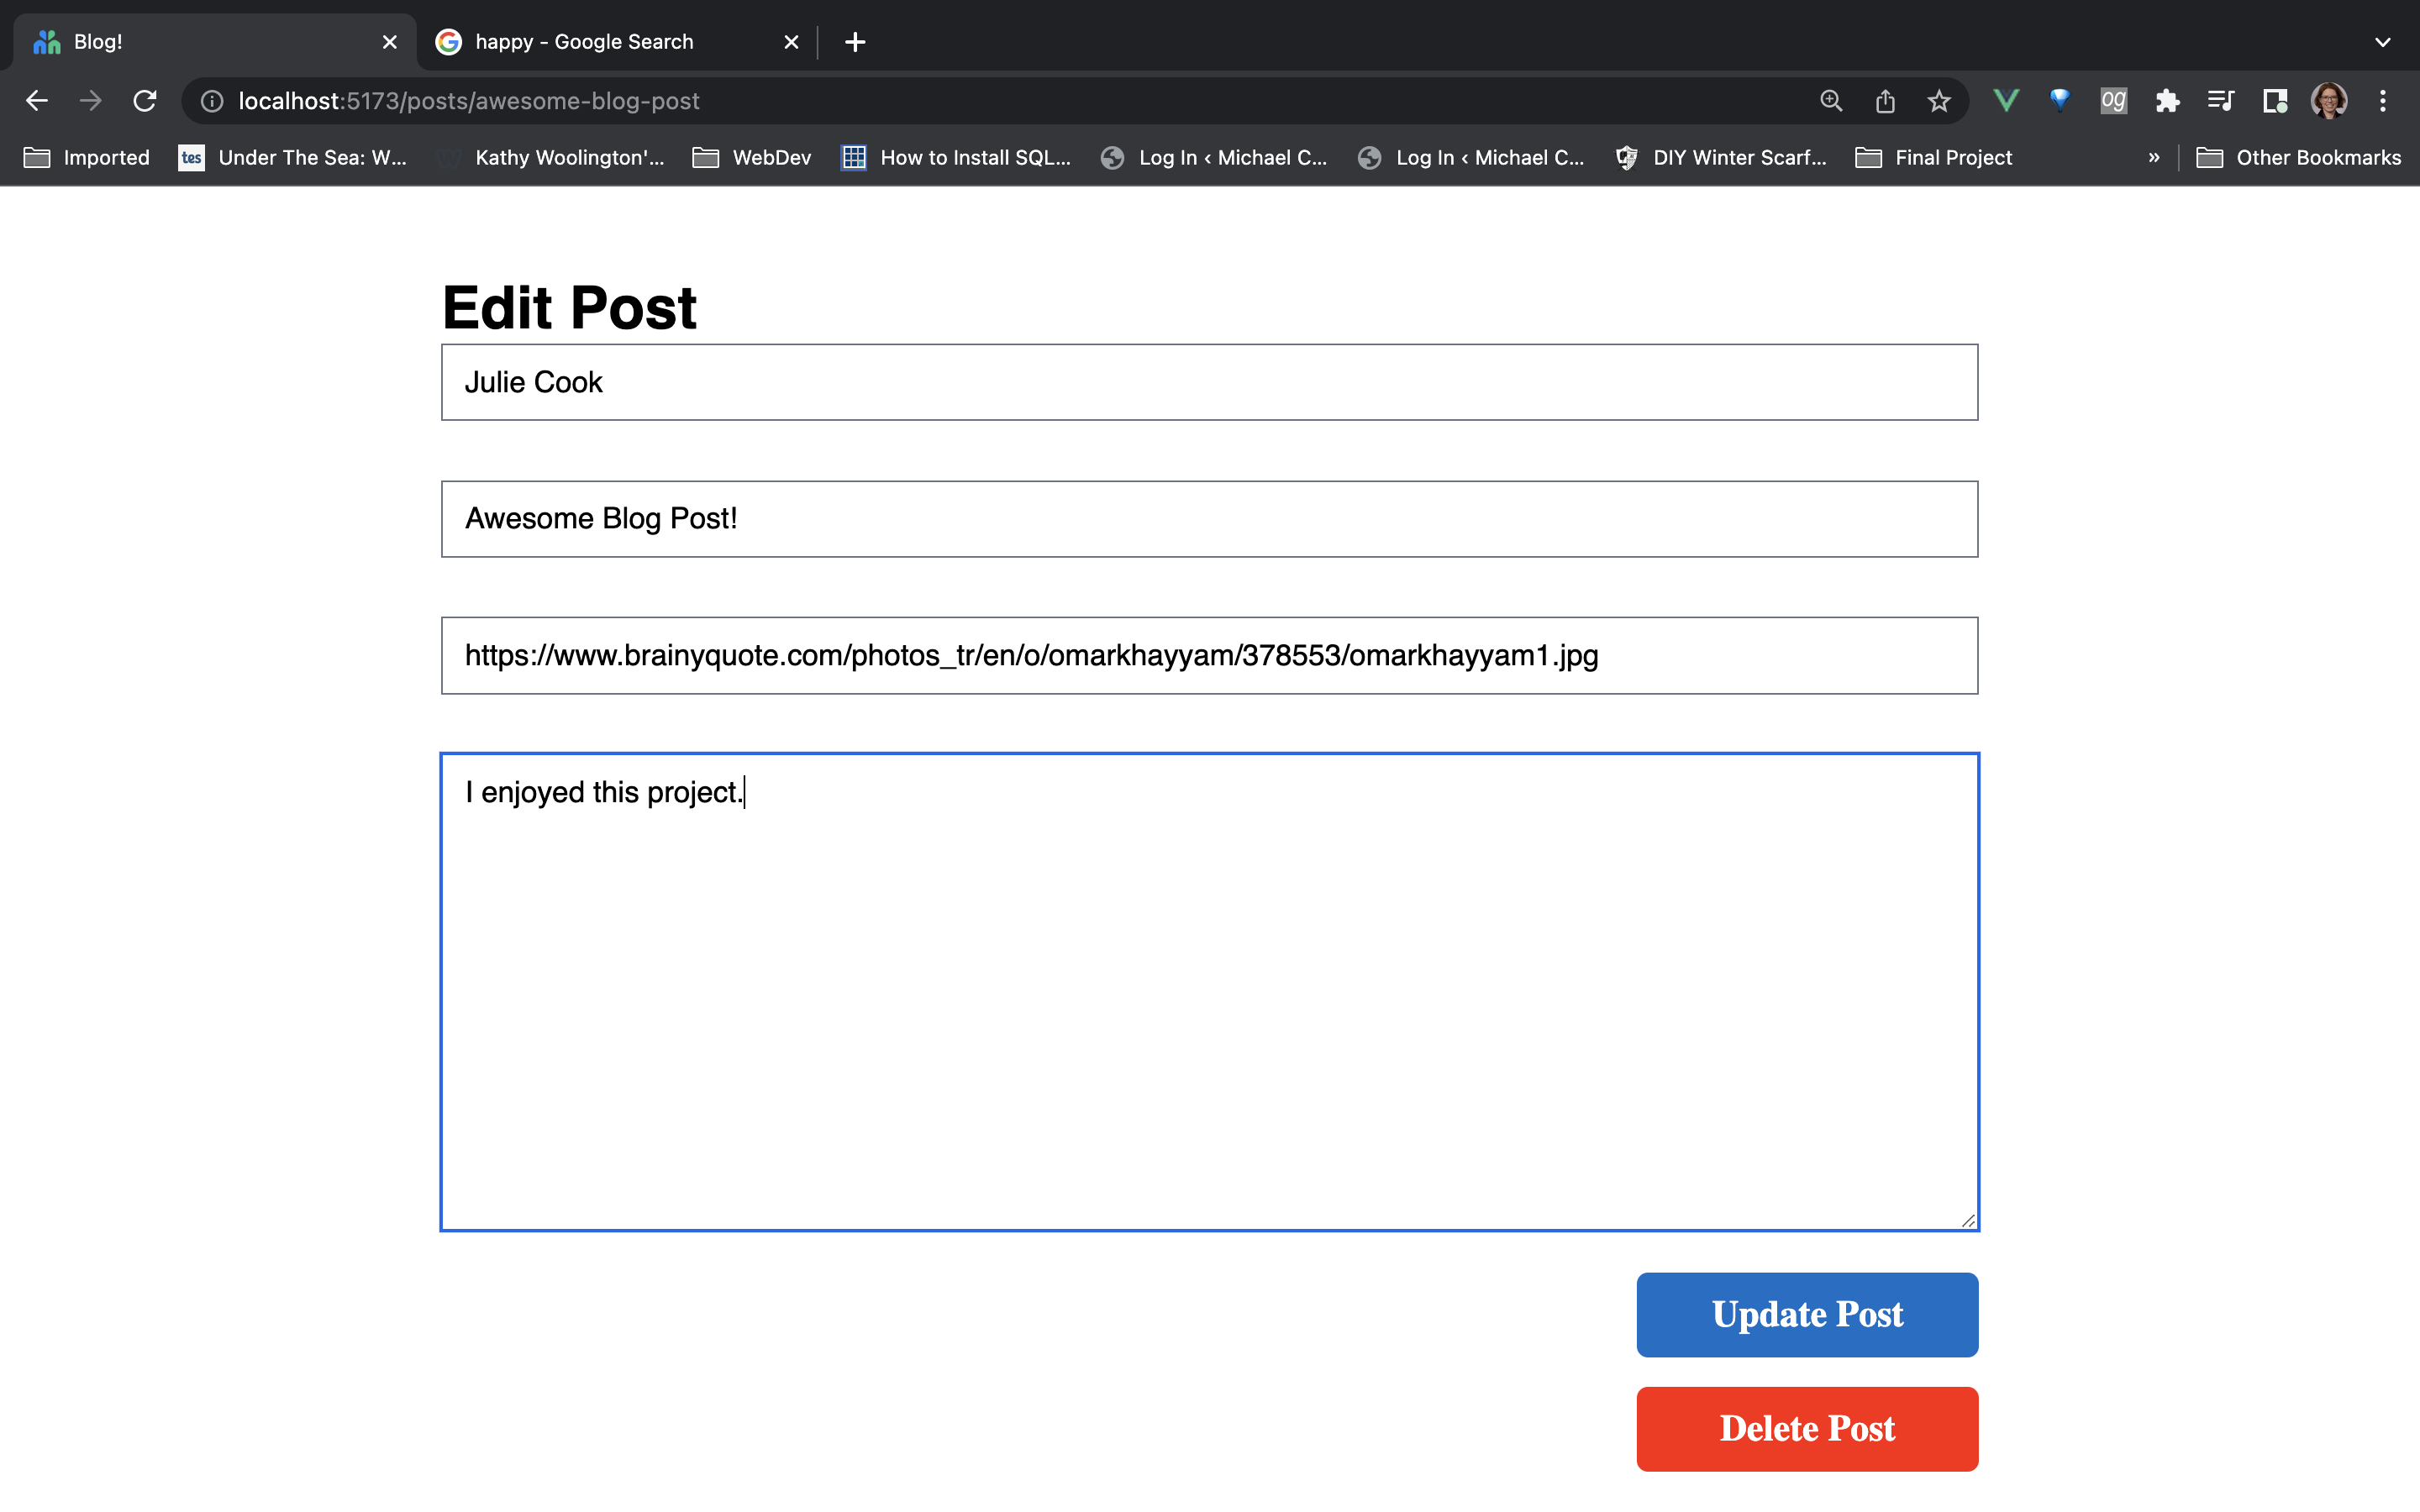 Blog!
happy - Google Search
localhost:5173/posts/awesome-blog-post
og
Imported
tes Under The Sea: W...
Kathy Woolington'...
WebDev
How to Install SQL...
Log In ‹ Michael C...
Log In ‹ Michael C...
DIY Winter Scarf...
Final Project
»
Other Bookmarks
Edit Post
Julie Cook
Awesome Blog Post!
https://www.brainyquote.com/photos_tr/en/o/omarkhayyam/378553/omarkhayyam1.jpg
I enjoyed this project.
Update Post
Delete Post